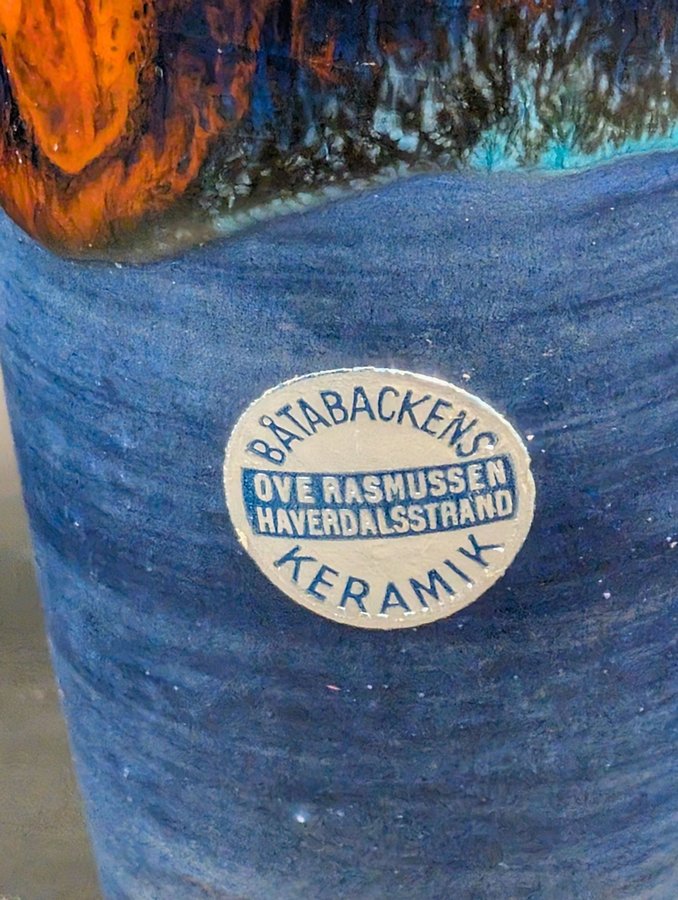 BÅTABACKENS
OVE RASMUSSEN
HAVERDALSSTRAND
KERAMIK